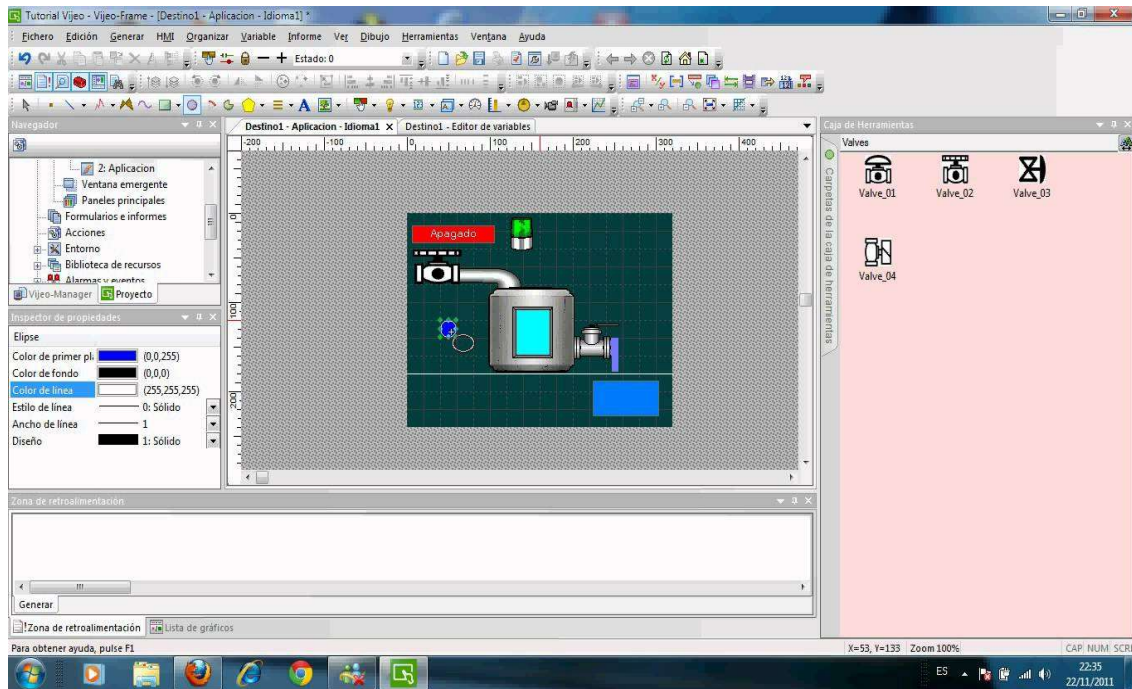 Tutorial Vijeo - Vijeo-Frame - [Destino1 - Aplicacion - Idioma1] *
Fichero Edición Generar HMI Organizar Variable Informe Ver Dibujo Herramientas Ventana Ayuda
Estado: 0
Navegador
Destino1 - Aplicacion - Idioma1 X Destino1 - Editor de variables
Caja de Herramientas
Valves
-200 -100 0 100 200 300 400
2: Aplicacion
Ventana emergente
Paneles principales
Formularios e informes
Acciones
Entorno
Biblioteca de recursos
Alarmas y eventos
Vijeo-Manager Proyecto
Carpetas de la caja de herramientas
Valve_01 Valve_02 Valve_03
Valve_04
0
100
200
Apagado
Inspector de propiedades
Elipse
Color de primer pl (0,0,255)
Color de fondo (0,0,0)
Color de línea (255,255,255)
Estilo de línea 0: Sólido
Ancho de línea 1
Diseño 1: Sólido
Zona de retroalimentación
Generar
Zona de retroalimentación Lista de gráficos
Para obtener ayuda, pulse F1
X=53, Y=133 Zoom 100% CAP NUM SCRI
ES 22:35
22/11/2011